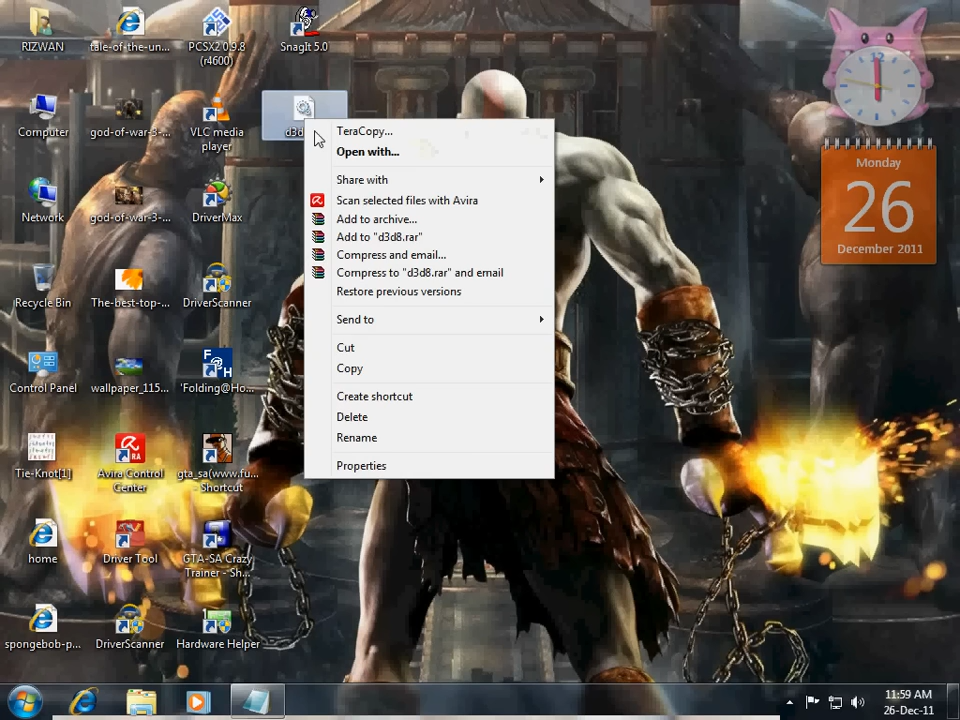 RIZWAN
tale-of-the-un...
PCSX2 0.9.8
(r4600)
SnagIt 5.0
Computer
god-of-war-3-...
VLC media
player
d3d
Network
god-of-war-3-...
DriverMax
Recycle Bin
The-best-top-...
DriverScanner
Control Panel
wallpaper_115...
'Folding@Ho...
Tie-Knot[1]
Avira Control
Center
gta_sa(www.fu...
- Shortcut
home
Driver Tool
GTA-SA Crazy
Trainer - Sh...
spongebob-p...
DriverScanner
Hardware Helper
TeraCopy...
Open with...
Share with
Scan selected files with Avira
Add to archive...
Add to "d3d8.rar"
Compress and email...
Compress to "d3d8.rar" and email
Restore previous versions
Send to
Cut
Copy
Create shortcut
Delete
Rename
Properties
12
Monday
26
December 2011
11:59 AM
26-Dec-11